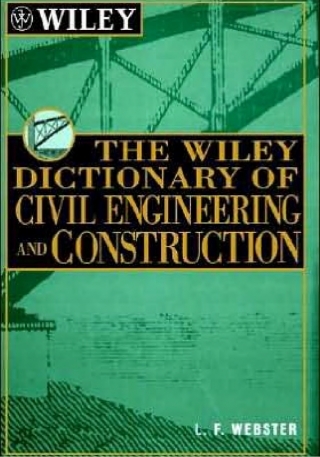 WILEY
THE WILEY
DICTIONARY OF
CIVIL ENGINEERING
AND CONSTRUCTION
L. F. WEBSTER